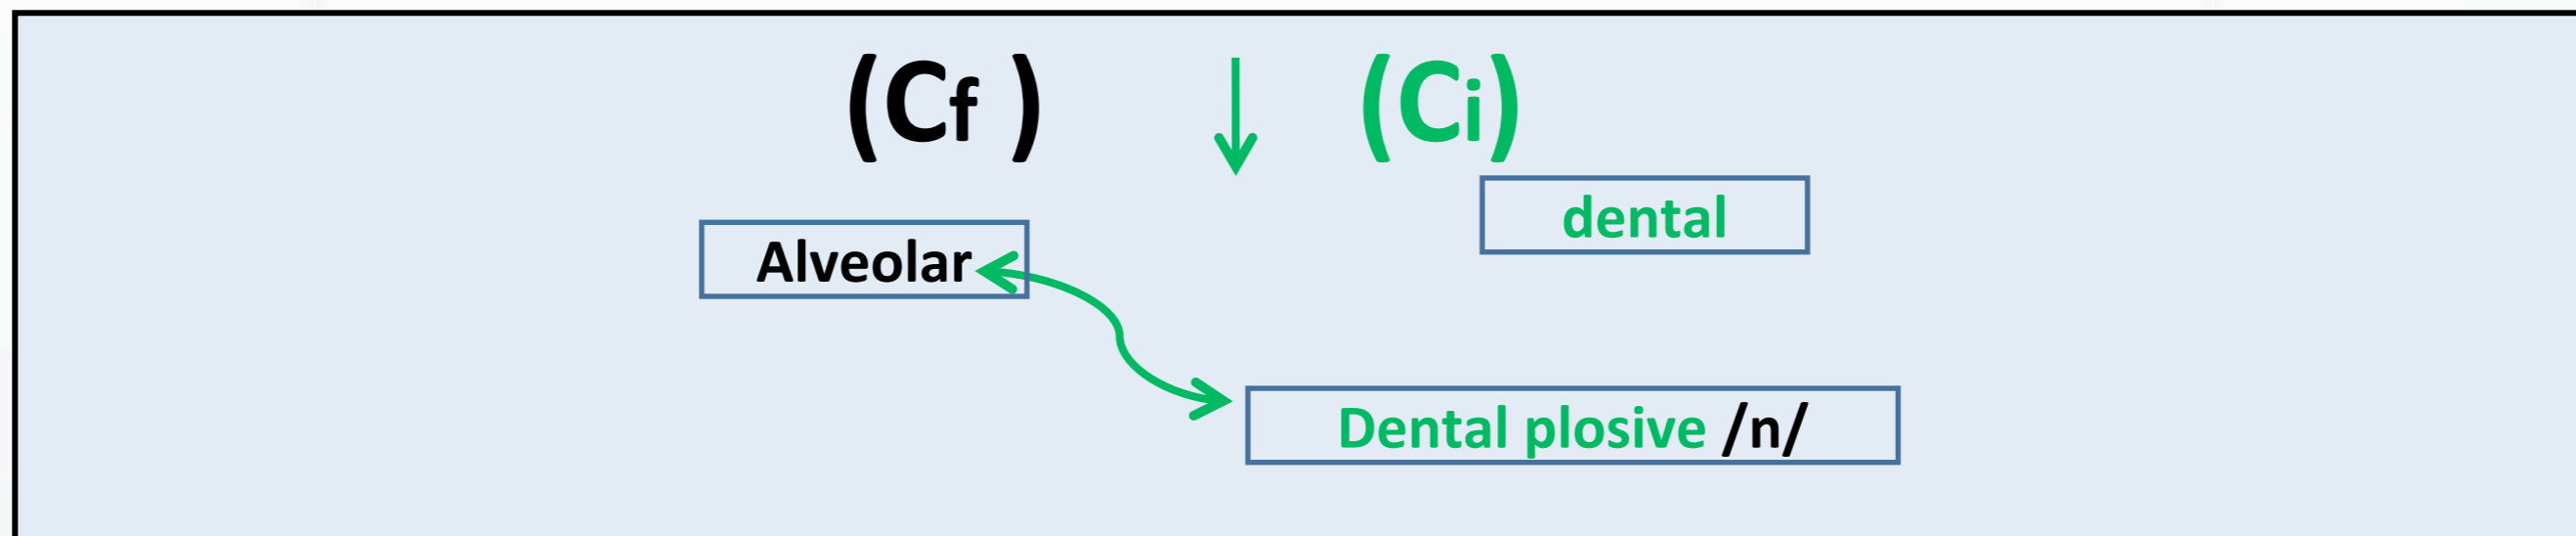 (Cf ) (Ci)
dental
Alveolar
Dental plosive /n/